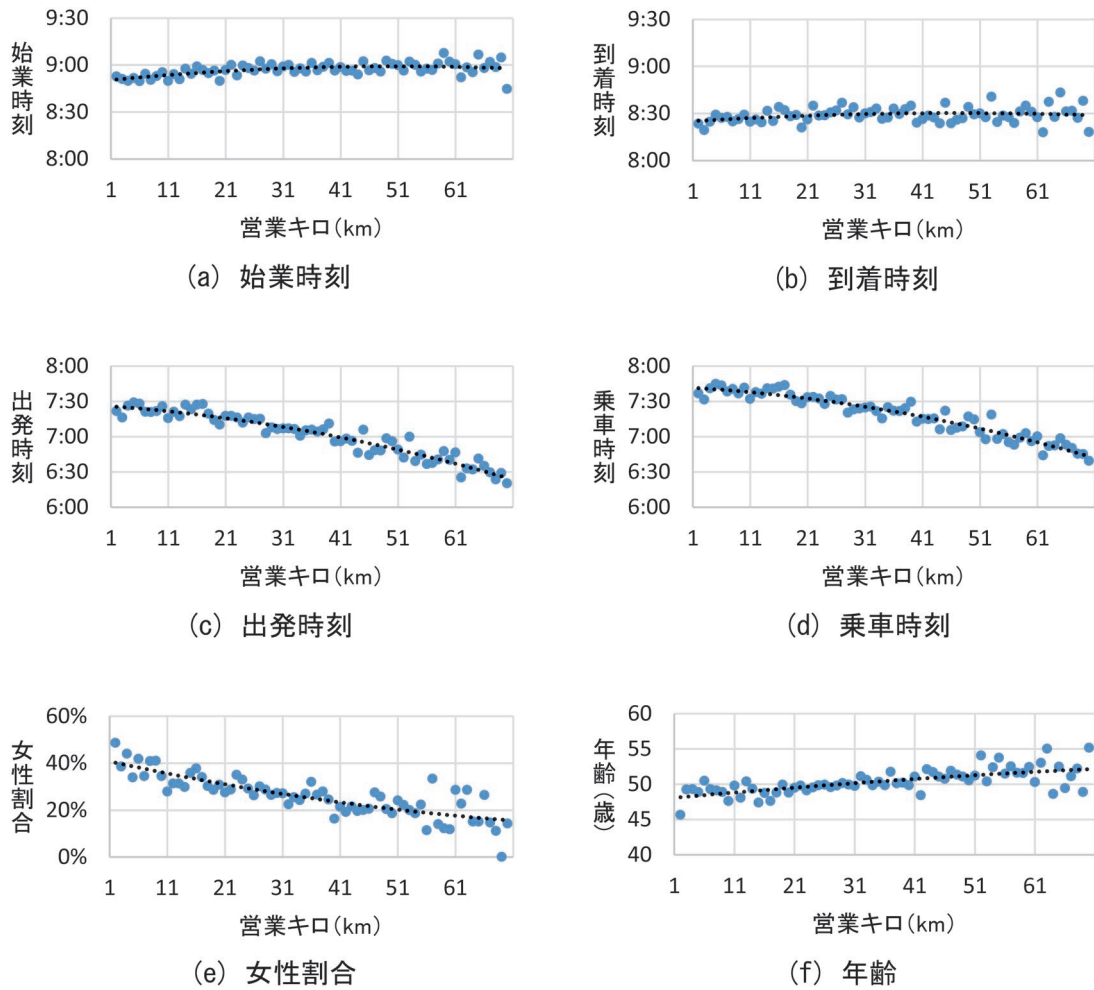 9:30
9:00
8:30
8:00
始業時刻
1 11 21 31 41 51 61
営業キロ(km)
(a) 始業時刻
9:30
9:00
8:30
8:00
到着時刻
1 11 21 31 41 51 61
営業キロ(km)
(b) 到着時刻
8:00
7:30
7:00
6:30
6:00
出発時刻
1 11 21 31 41 51 61
営業キロ(km)
(c) 出発時刻
8:00
7:30
7:00
6:30
6:00
乗車時刻
1 11 21 31 41 51 61
営業キロ(km)
(d) 乗車時刻
60%
40%
20%
0%
女性割合
1 11 21 31 41 51 61
営業キロ(km)
(e) 女性割合
60
55
50
45
40
年齢(歳)
1 11 21 31 41 51 61
営業キロ(km)
(f) 年齢